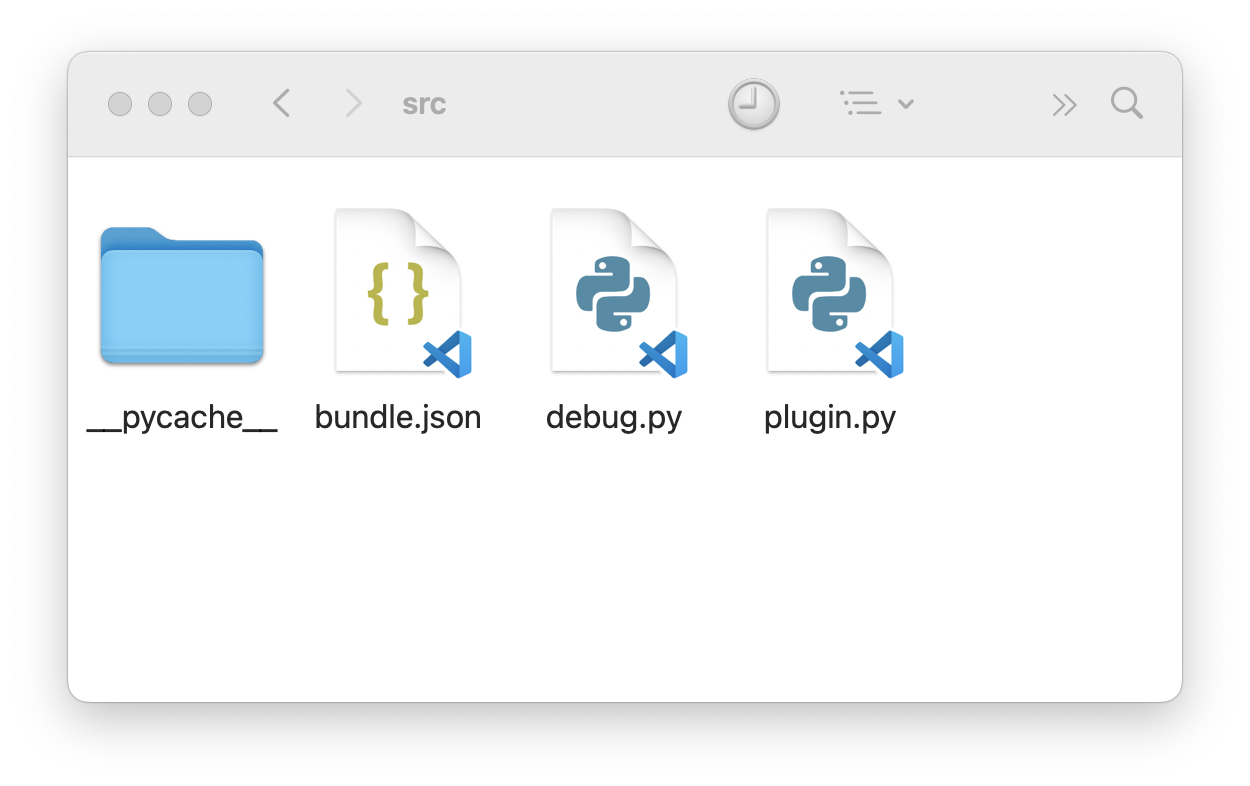 src
__pycache__
bundle.json
debug.py
plugin.py